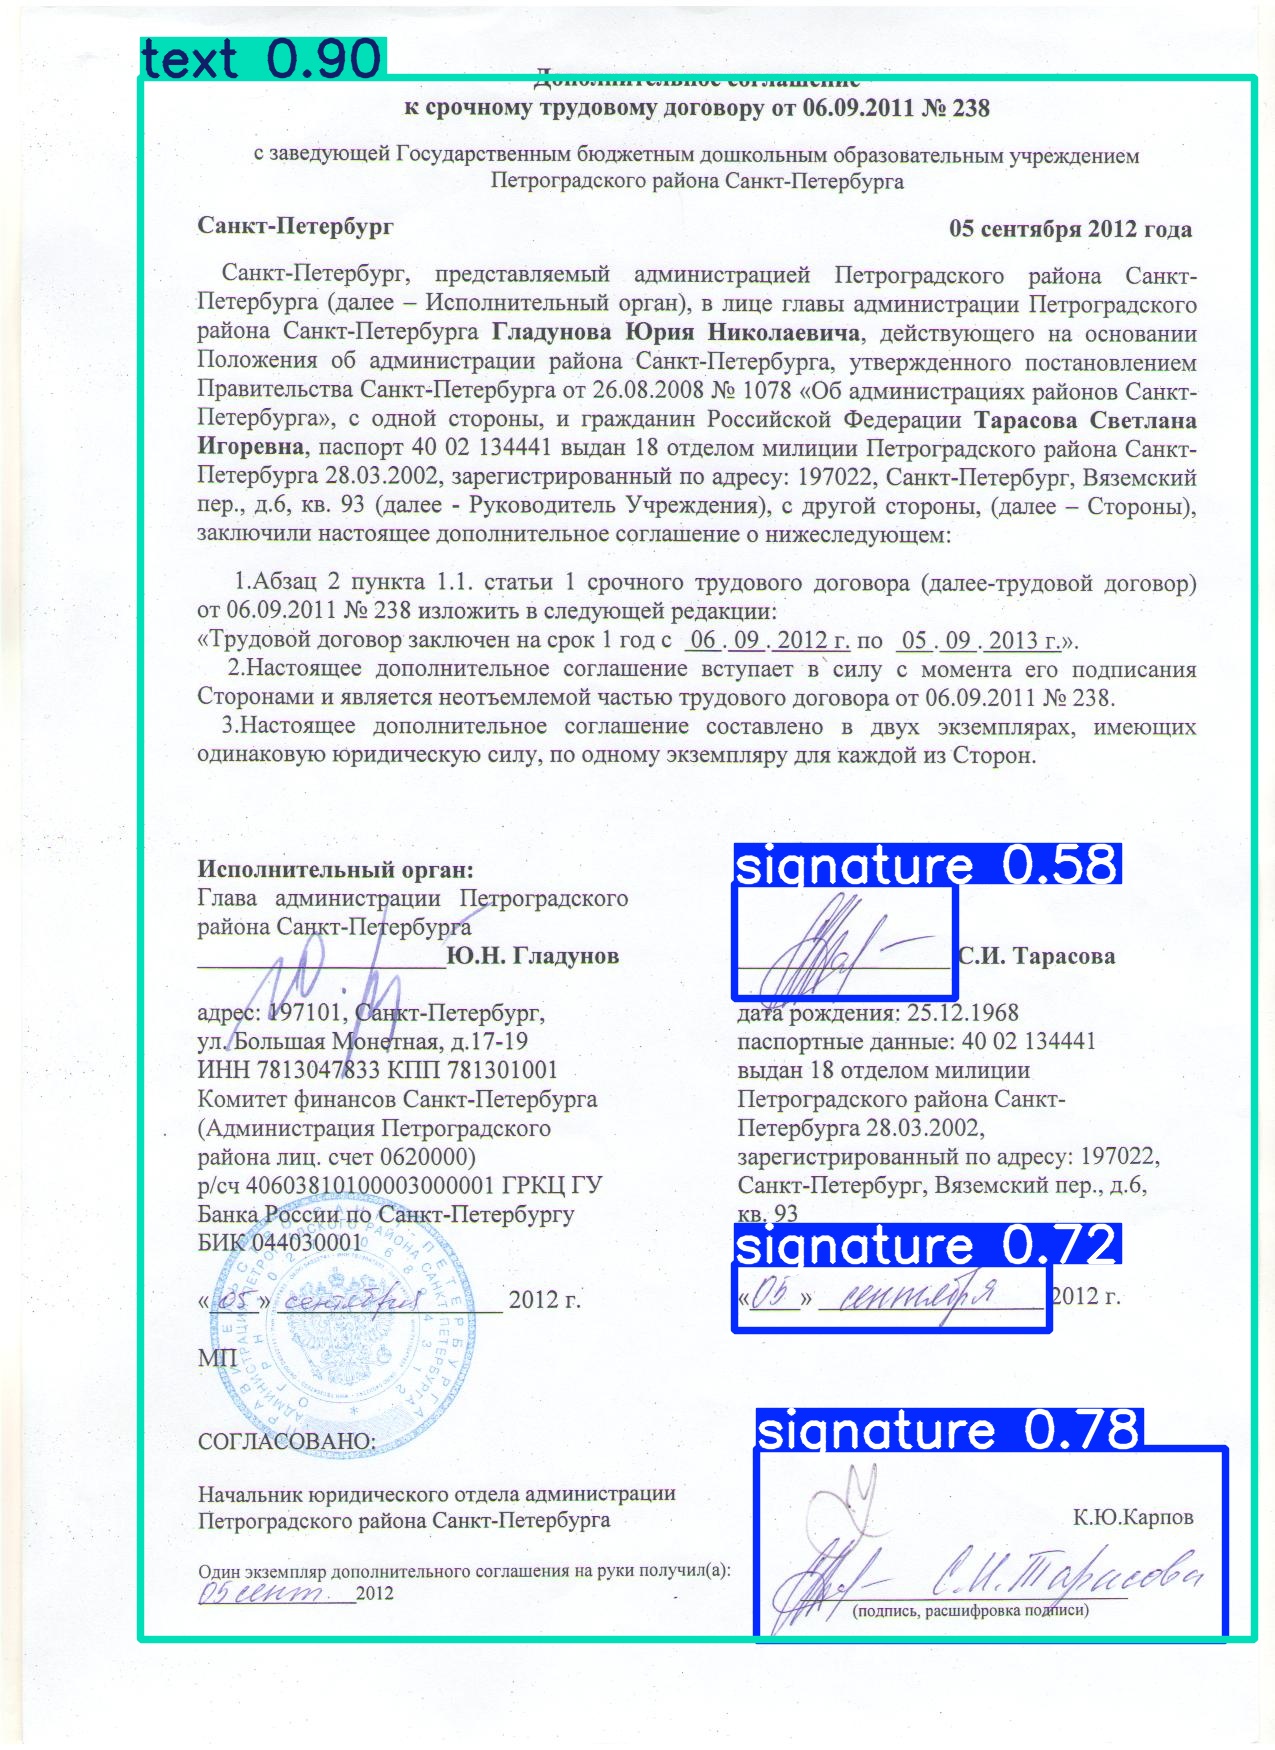 text 0.90
Дополнительное соглашение
к срочному трудовому договору от 06.09.2011 № 238
с заведующей Государственным бюджетным дошкольным образовательным учреждением
Петроградского района Санкт-Петербурга
Санкт-Петербург 05 сентября 2012 года
Санкт-Петербург, представляемый администрацией Петроградского района Санкт-
Петербурга (далее – Исполнительный орган), в лице главы администрации Петроградского
района Санкт-Петербурга Гладунова Юрия Николаевича, действующего на основании
Положения об администрации района Санкт-Петербурга, утвержденного постановлением
Правительства Санкт-Петербурга от 26.08.2008 № 1078 «Об администрациях районов Санкт-
Петербурга», с одной стороны, и гражданин Российской Федерации Тарасова Светлана
Игоревна, паспорт 40 02 134441 выдан 18 отделом милиции Петроградского района Санкт-
Петербурга 28.03.2002, зарегистрированный по адресу: 197022, Санкт-Петербург, Вяземский
пер., д.6, кв. 93 (далее - Руководитель Учреждения), с другой стороны, (далее – Стороны),
заключили настоящее дополнительное соглашение о нижеследующем:
1.Абзац 2 пункта 1.1. статьи 1 срочного трудового договора (далее-трудовой договор)
от 06.09.2011 № 238 изложить в следующей редакции:
«Трудовой договор заключен на срок 1 год с 06 . 09 . 2012 г. по 05 . 09 . 2013 г.».
2.Настоящее дополнительное соглашение вступает в силу с момента его подписания
Сторонами и является неотъемлемой частью трудового договора от 06.09.2011 № 238.
3.Настоящее дополнительное соглашение составлено в двух экземплярах, имеющих
одинаковую юридическую силу, по одному экземпляру для каждой из Сторон.
Исполнительный орган:
Глава администрации Петроградского
района Санкт-Петербурга
Ю.Н. Гладунов
адрес: 197101, Санкт-Петербург,
ул. Большая Монетная, д.17-19
ИНН 7813047833 КПП 781301001
Комитет финансов Санкт-Петербурга
(Администрация Петроградского
района лиц. счет 0620000)
р/сч 40603810100003000001 ГРКЦ ГУ
Банка России по Санкт-Петербургу
БИК 044030001
«05» сентября 2012 г.
МП
signature 0.58
С.И. Тарасова
дата рождения: 25.12.1968
паспортные данные: 40 02 134441
выдан 18 отделом милиции
Петроградского района Санкт-
Петербурга 28.03.2002,
зарегистрированный по адресу: 197022,
Санкт-Петербург, Вяземский пер., д.6,
кв. 93
signature 0.72
«05» сентября 2012 г.
СОГЛАСОВАНО:
signature 0.78
Начальник юридического отдела администрации
Петроградского района Санкт-Петербурга
К.Ю.Карпов
Один экземпляр дополнительного соглашения на руки получил(а):
05 сент. 2012
С.И. Тарасова
(подпись, расшифровка подписи)